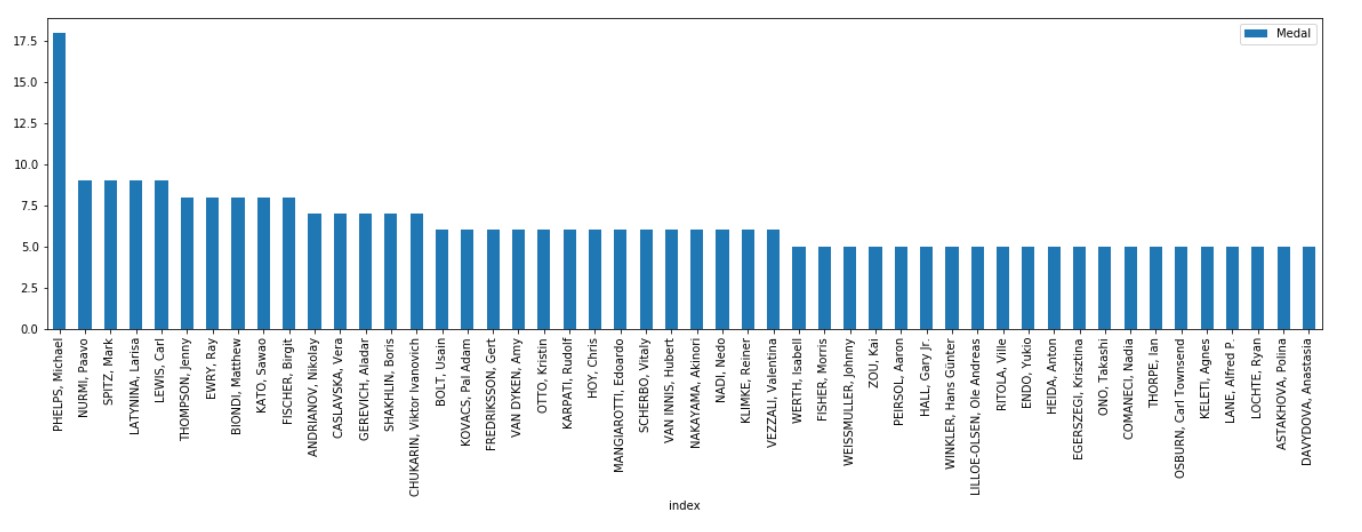 Medal
17.5
15.0
12.5
10.0
7.5
5.0
2.5
0.0
PHELPS, Michael
NURMI, Paavo
SPITZ, Mark
LATYNINA, Larisa
LEWIS, Carl
THOMPSON, Jenny
EWRY, Ray
BIONDI, Matthew
KATO, Sawao
FISCHER, Birgit
ANDRIANOV, Nikolay
CASLAVSKA, Vera
GEREVICH, Aladar
SHAKHLIN, Boris
CHUKARIN, Viktor Ivanovich
BOLT, Usain
KOVACS, Pal Adam
FREDRIKSSON, Gert
VAN DYKEN, Amy
OTTO, Kristin
KARPATI, Rudolf
HOY, Chris
MANGIAROTTI, Edoardo
SCHERBO, Vitaly
VAN INNIS, Hubert
NAKAYAMA, Akinori
NADI, Nedo
KLIMKE, Reiner
VEZZALI, Valentina
WERTH, Isabell
FISHER, Morris
WEISSMULLER, Johnny
ZOU, Kai
PEIRSOL, Aaron
HALL, Gary Jr.
WINKLER, Hans Günter
LILLOE-OLSEN, Ole Andreas
RITOLA, Ville
ENDO, Yukio
HEIDA, Anton
EGERSZEGI, Krisztina
ONO, Takashi
COMANECI, Nadia
THORPE, Ian
OSBURN, Carl Townsend
KELETI, Agnes
LANE, Alfred P.
LOCHTE, Ryan
ASTAKHOVA, Polina
DAVYDOVA, Anastasia
index